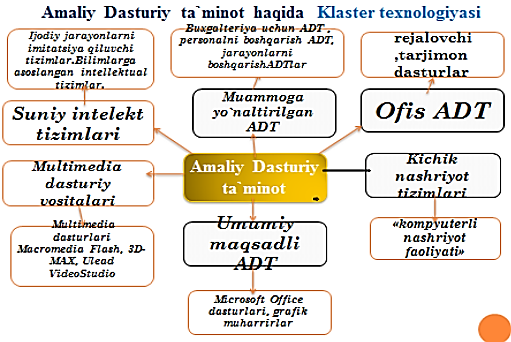 Amaliy Dasturiy ta`minot haqida Klaster texnologiyasi
Ijodiy jarayonlarni
imitatsiya qiluvchi
tizimlar.Bilimlarga
asoslangan intellektual
tizimlar.
Buxgalteriya uchun ADT ,
personalni boshqarish ADT,
jarayonlarni
boshqarishADTlar
rejalovchi
,tarjimon
dasturlar
Suniy intelekt
tizimlari
Muammoga
yo`naltirilgan
ADT
Ofis ADT
Multimedia
dasturiy
vositalari
Amaliy Dasturiy
ta`minot
Kichik
nashriyot
tizimlari
Multimedia
dasturlari
Macromedia Flash, 3D-
MAX, Ulead
VideoStudio
Umumiy
maqsadli
ADT
«kompyuterli
nashriyot
faoliyati»
Microsoft Office
dasturlari, grafik
muharrirlar